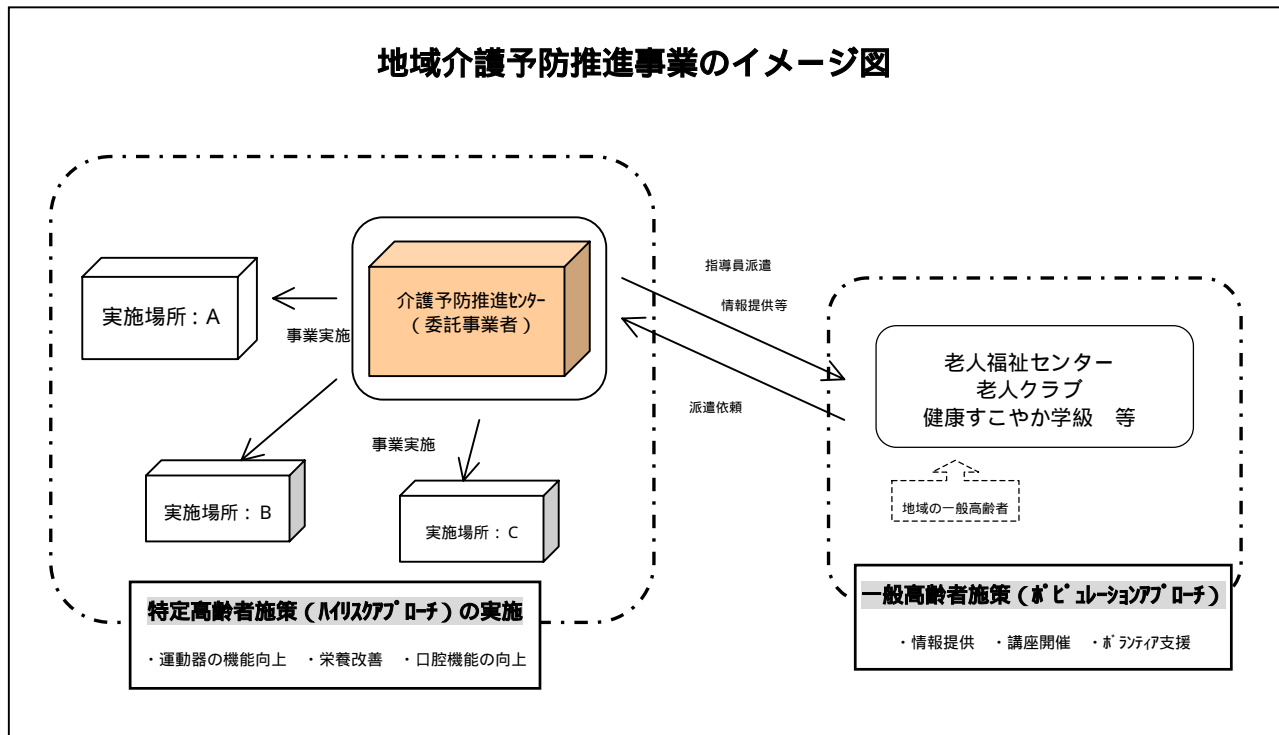 地域介護予防推進事業のイメージ図
介護予防推進ｾﾝﾀｰ
（委託事業者）
実施場所：A
事業実施
実施場所：B
事業実施
実施場所：C
指導員派遣
情報提供等
派遣依頼
老人福祉センター
老人クラブ
健康すこやか学級　等
地域の一般高齢者
特定高齢者施策（ﾊｲﾘｽｸｱﾌﾟﾛｰﾁ）の実施
・運動器の機能向上　・栄養改善　・口腔機能の向上
一般高齢者施策（ﾎﾟﾋﾟｭﾚｰｼｮﾝｱﾌﾟﾛｰﾁ）
・情報提供　・講座開催　・ﾎﾞﾗﾝﾃｨｱ支援